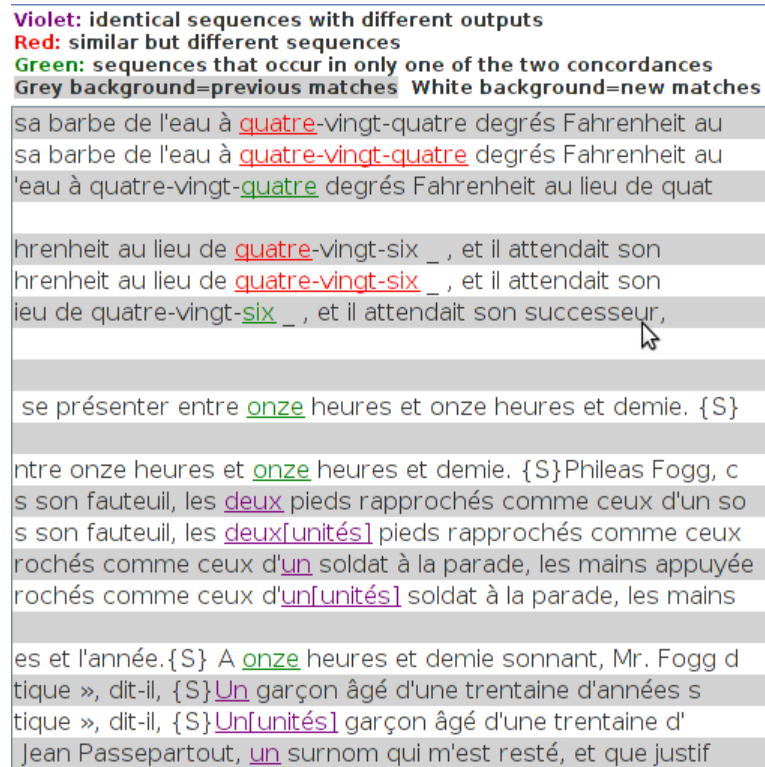 Violet: identical sequences with different outputs
Red: similar but different sequences
Green: sequences that occur in only one of the two concordances
Grey background=previous matches White background=new matches
sa barbe de l'eau à quatre-vingt-quatre degrés Fahrenheit au
sa barbe de l'eau à quatre-vingt-quatre degrés Fahrenheit au
'eau à quatre-vingt-quatre degrés Fahrenheit au lieu de quat
hrenheit au lieu de quatre-vingt-six _ , et il attendait son
hrenheit au lieu de quatre-vingt-six _ , et il attendait son
ieu de quatre-vingt-six _ , et il attendait son successeur,
se présenter entre onze heures et onze heures et demie. {S}
ntre onze heures et onze heures et demie. {S}Phileas Fogg, c
s son fauteuil, les deux pieds rapprochés comme ceux d'un so
s son fauteuil, les deux[unités] pieds rapprochés comme ceux
rochés comme ceux d'un soldat à la parade, les mains appuyée
rochés comme ceux d'un[unités] soldat à la parade, les mains
es et l'année.{S} A onze heures et demie sonnant, Mr. Fogg d
tique », dit-il, {S}Un garçon âgé d'une trentaine d'années s
tique », dit-il, {S}Un[unités] garçon âgé d'une trentaine d'
Jean Passepartout, un surnom qui m'est resté, et que justif